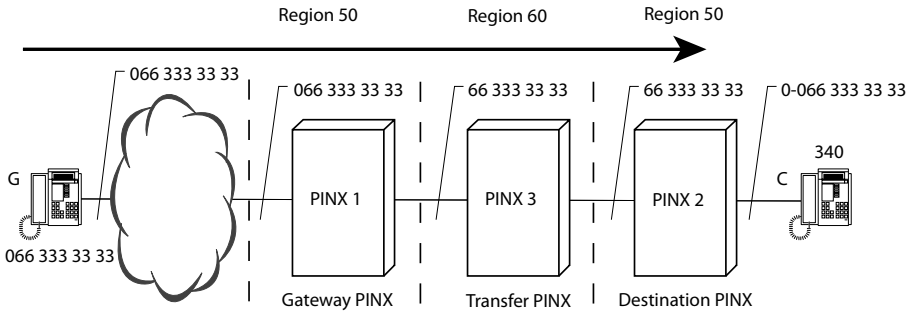 Region 50
Region 60
Region 50
066 333 33 33
066 333 33 33
66 333 33 33
66 333 33 33
0-066 333 33 33
340
G
PINX 1
PINX 3
PINX 2
C
066 333 33 33
Gateway PINX
Transfer PINX
Destination PINX